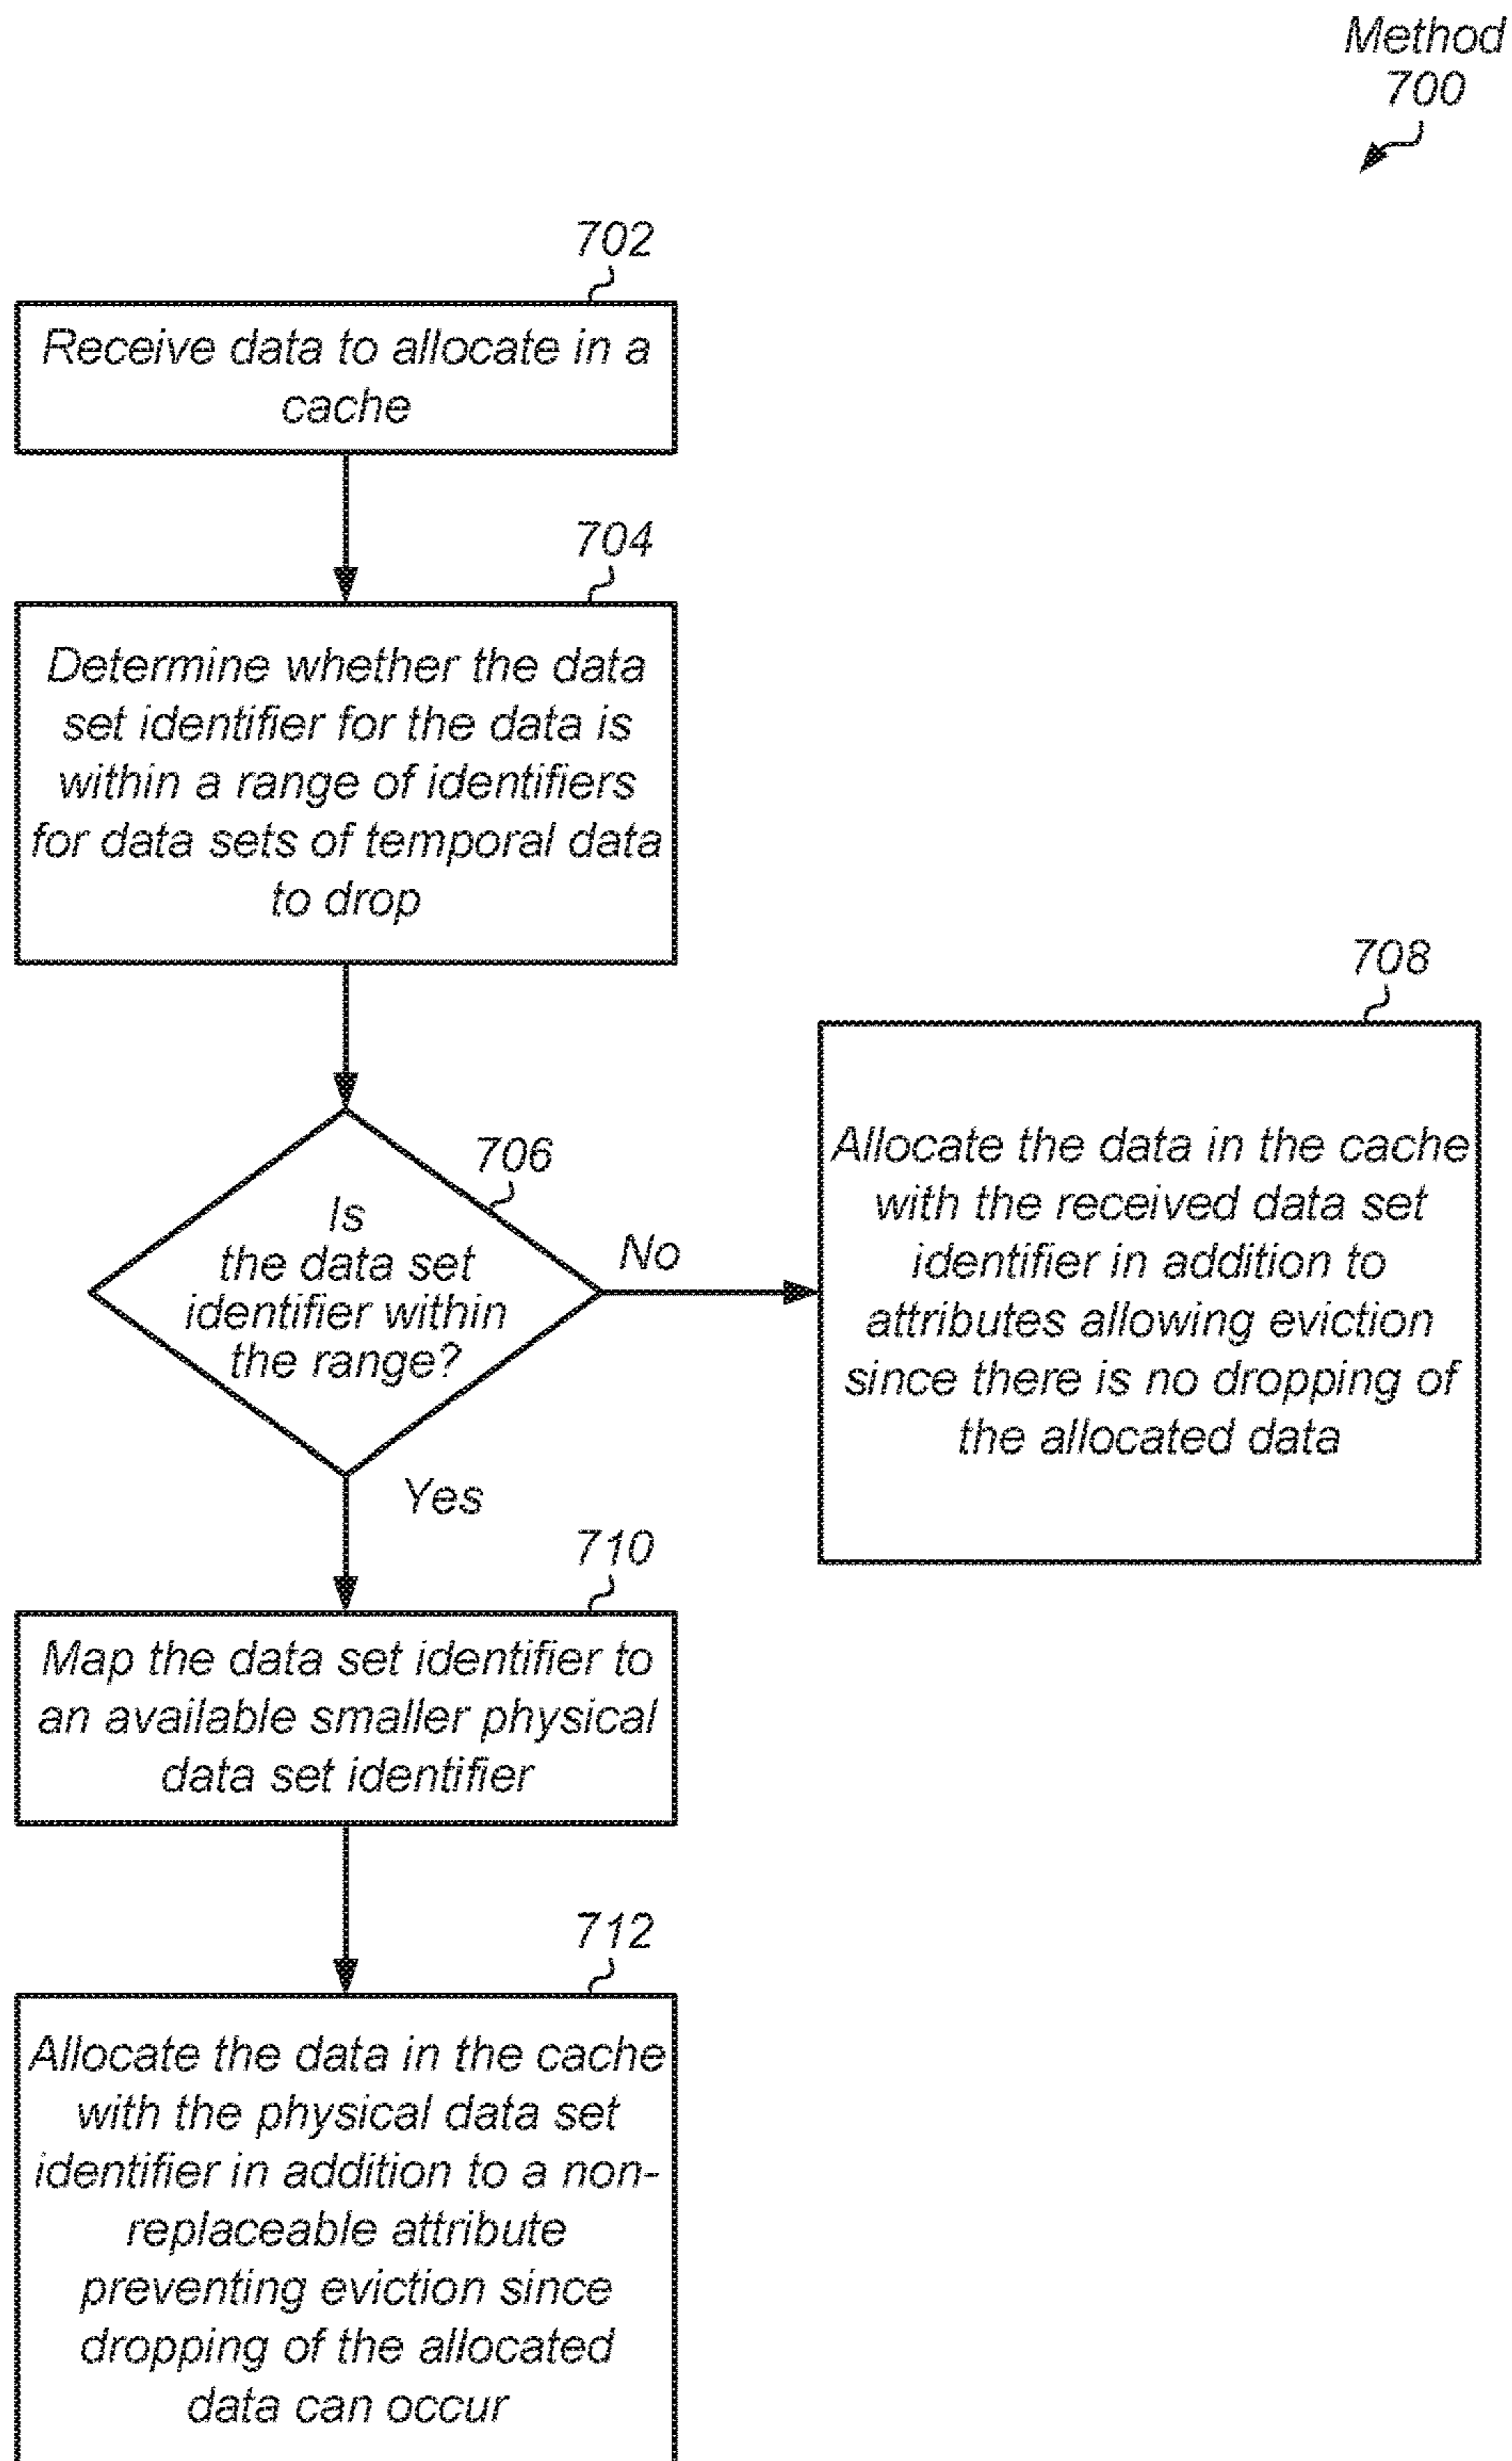 Method
700
702
Receive data to allocate in a
cache
704
Determine whether the data
set identifier for the data is
within a range of identifiers
for data sets of temporal data
to drop
706
Is
the data set
identifier within
the range?
No
Yes
708
Allocate the data in the cache
with the received data set
identifier in addition to
attributes allowing eviction
since there is no dropping of
the allocated data
710
Map the data set identifier to
an available smaller physical
data set identifier
712
Allocate the data in the cache
with the physical data set
identifier in addition to a non-
replaceable attribute
preventing eviction since
dropping of the allocated
data can occur